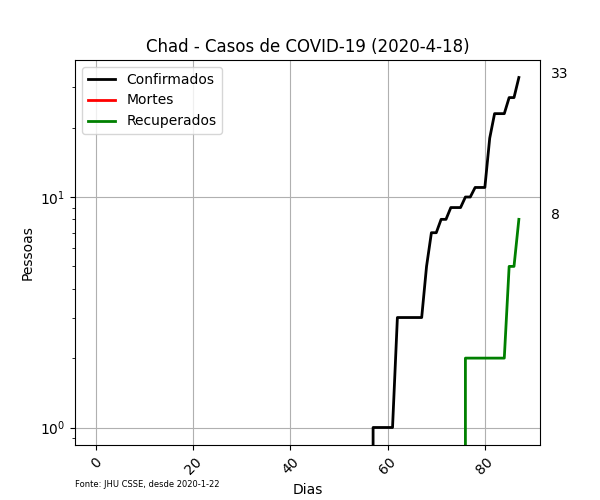 Chad - Casos de COVID-19 (2020-4-18)
Confirmados
Mortes
Recuperados
33
8
10¹
10⁰
Pessoas
0
20
40
60
80
Dias
Fonte: JHU CSSE, desde 2020-1-22